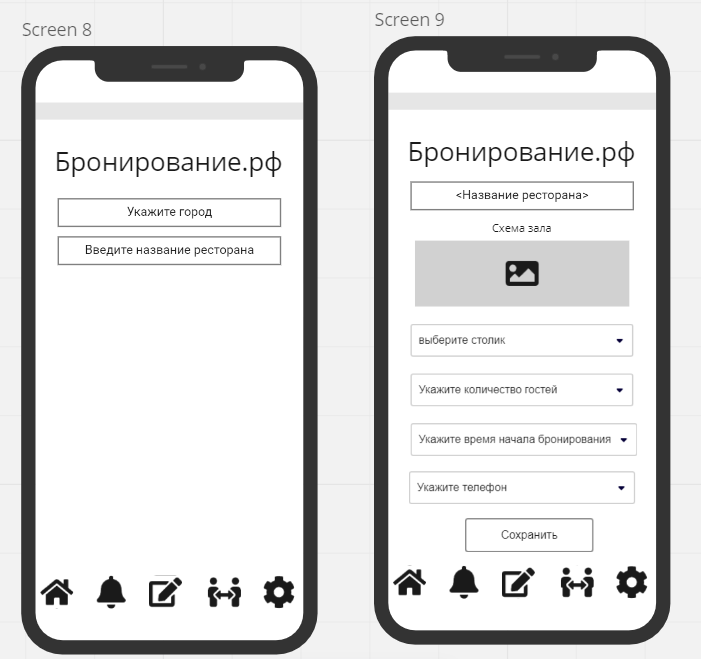 Screen 8
Бронирование.рф
Укажите город
Введите название ресторана
Screen 9
Бронирование.рф
<Название ресторана>
Схема зала
выберите столик
Укажите количество гостей
Укажите время начала бронирования
Укажите телефон
Сохранить